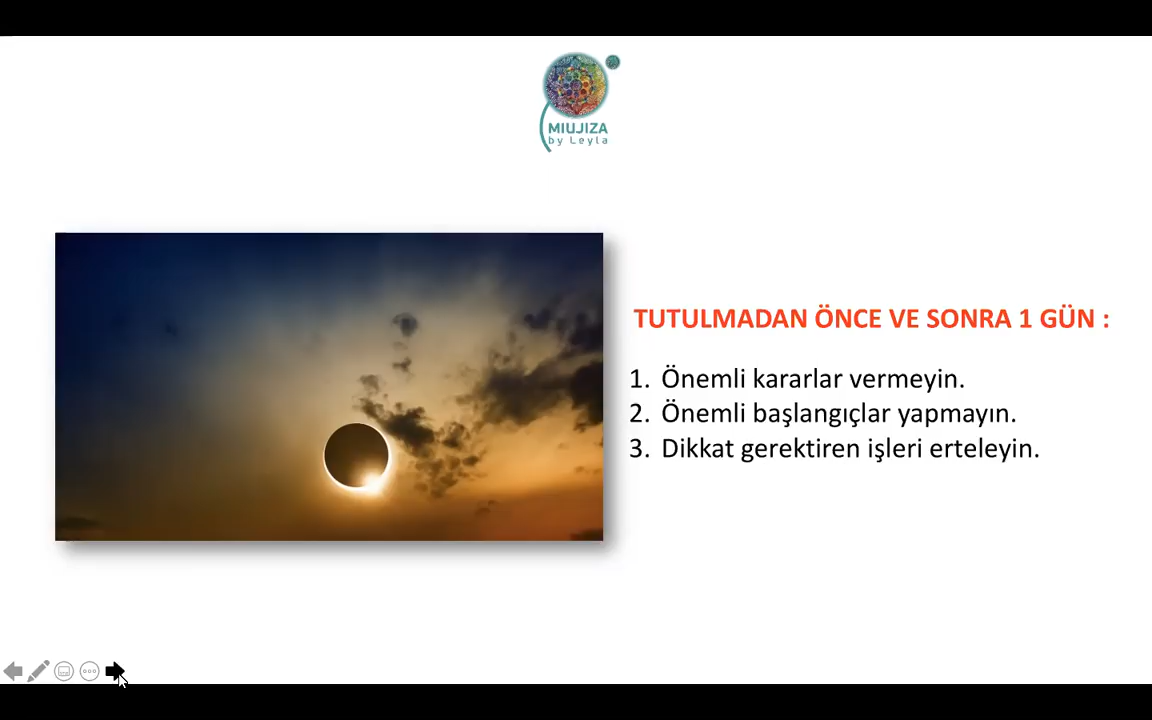 MIUJIZA
by Leyla
TUTULMADAN ÖNCE VE SONRA 1 GÜN :
1. Önemli kararlar vermeyin.
2. Önemli başlangıçlar yapmayın.
3. Dikkat gerektiren işleri erteleyin.